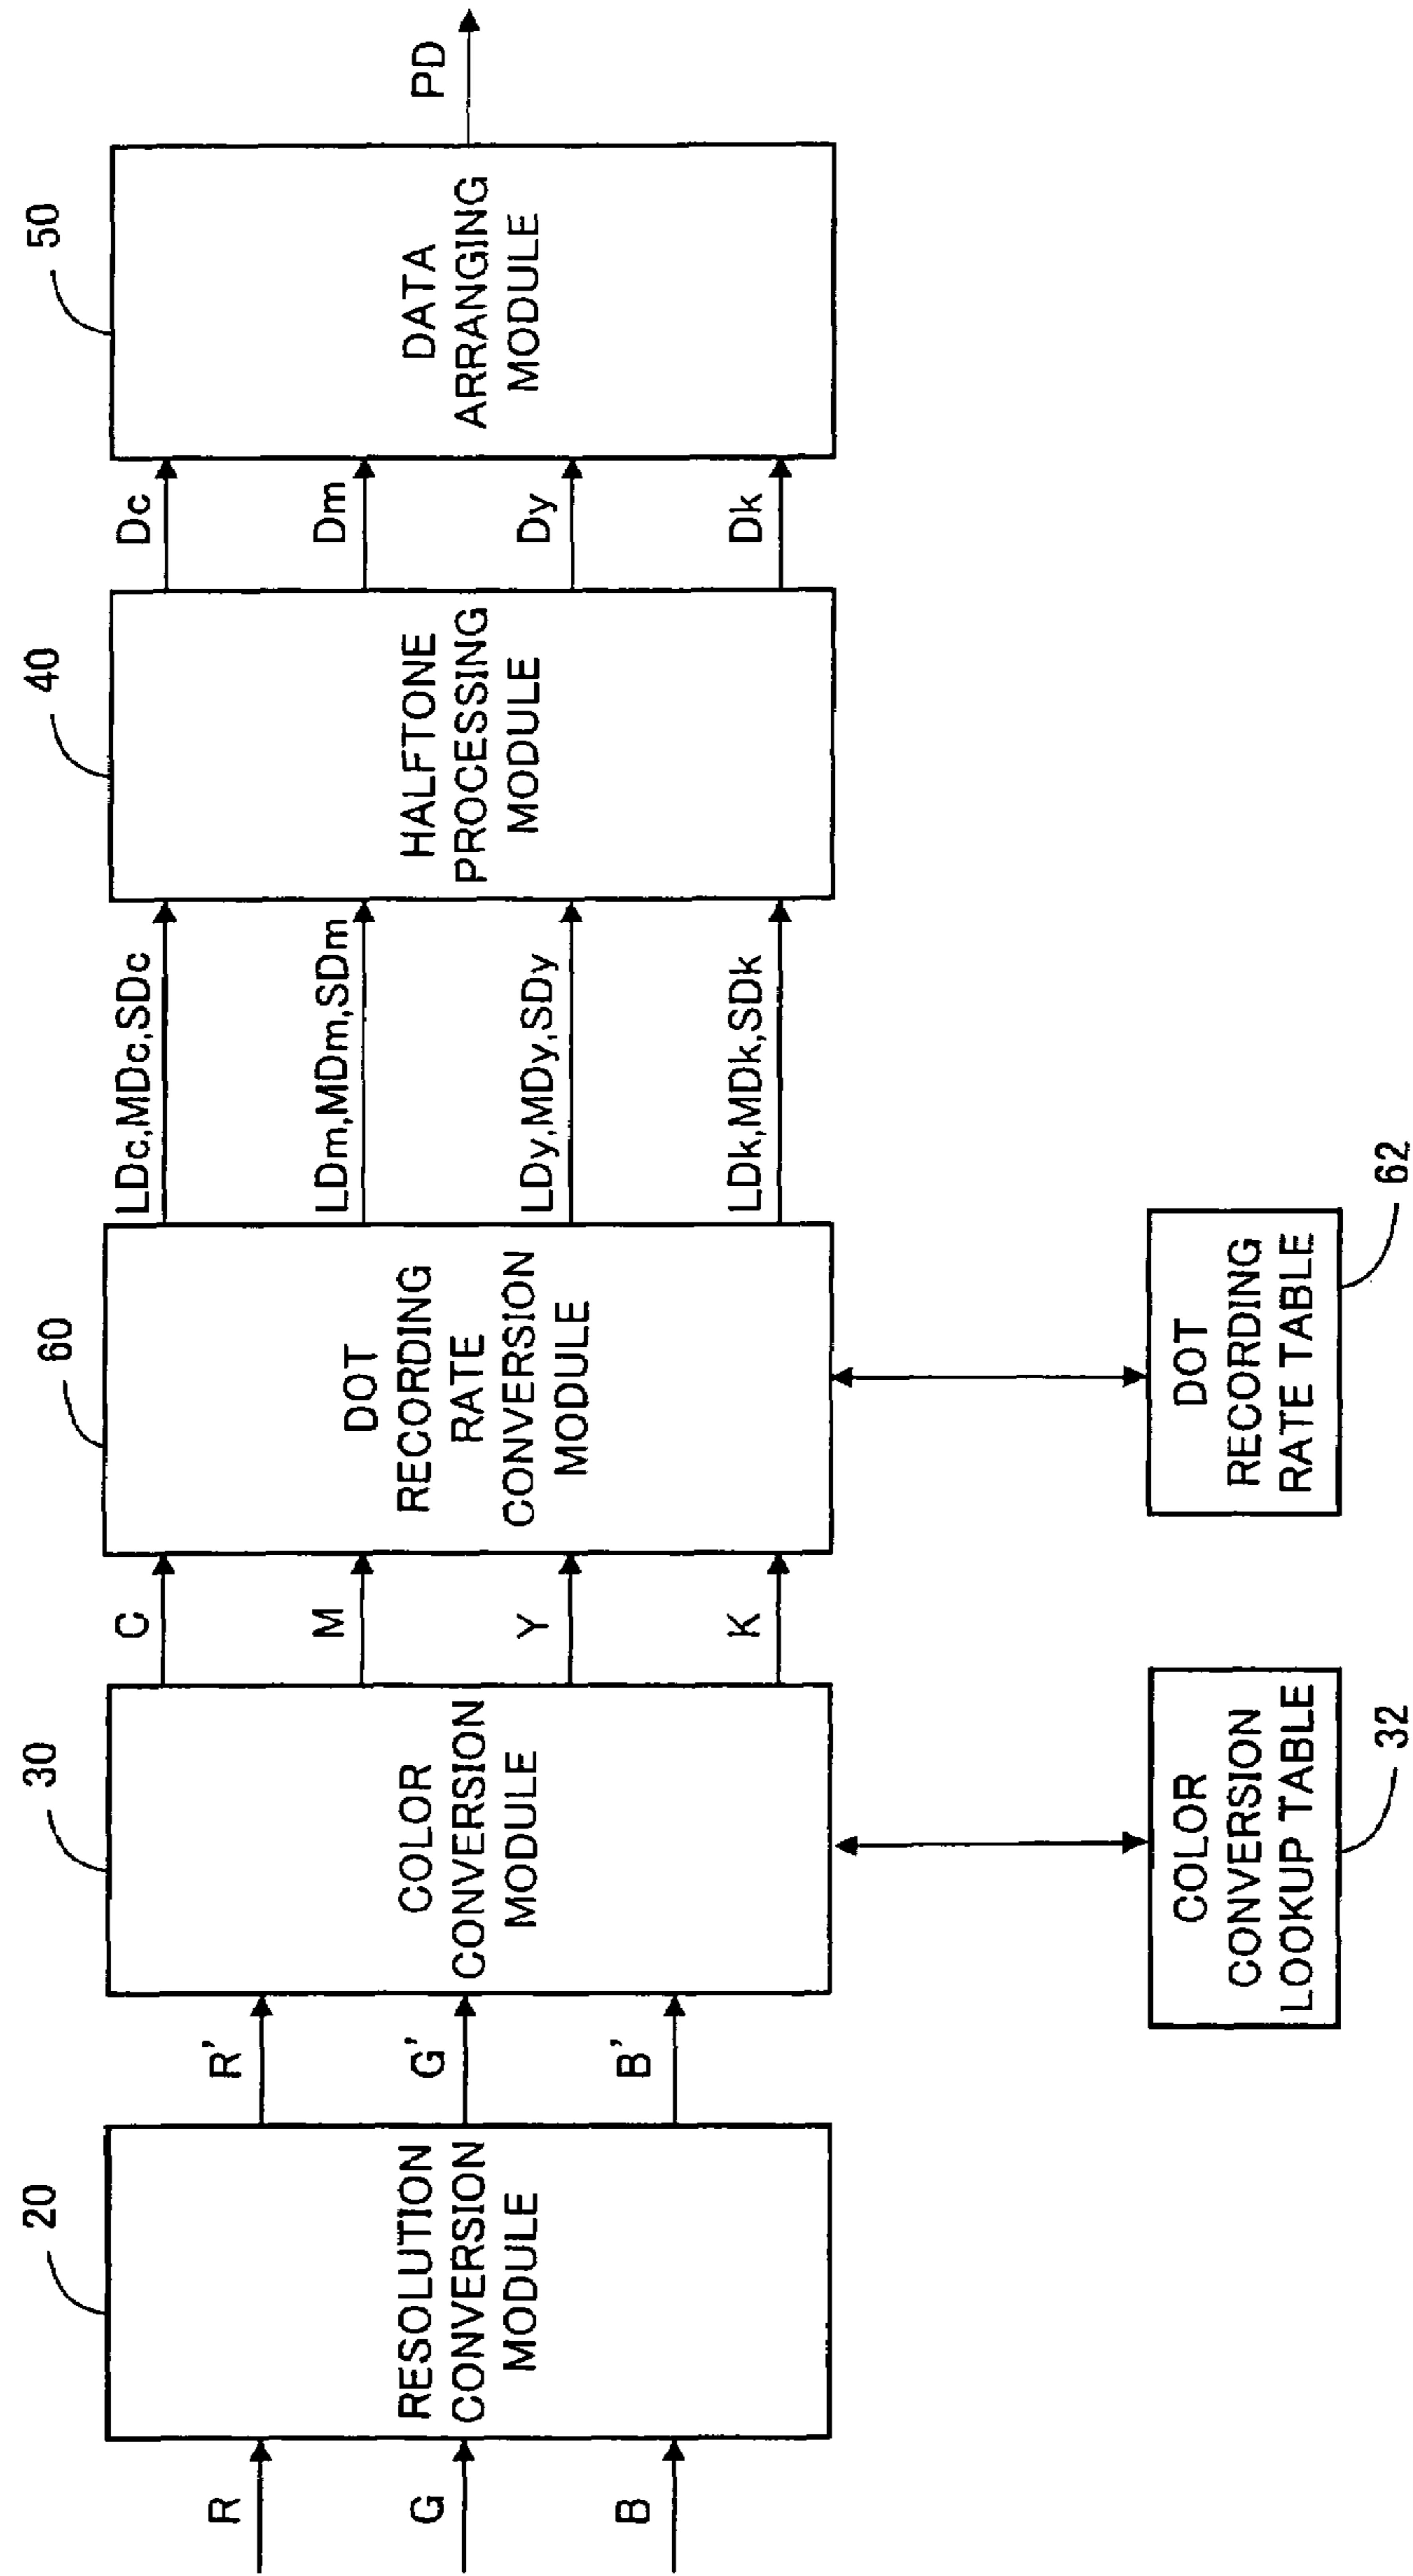 R
G
B
20
RESOLUTION
CONVERSION
MODULE
R'
G'
B'
30
COLOR
CONVERSION
MODULE
C
M
Y
K
60
DOT
RECORDING
RATE
CONVERSION
MODULE
LDc,MDc,SDc
LDm,MDm,SDm
LDy,MDy,SDy
LDk,MDk,SDk
40
HALFTONE
PROCESSING
MODULE
Dc
Dm
Dy
Dk
50
DATA
ARRANGING
MODULE
PD
COLOR
CONVERSION
LOOKUP TABLE
32
DOT
RECORDING
RATE TABLE
62